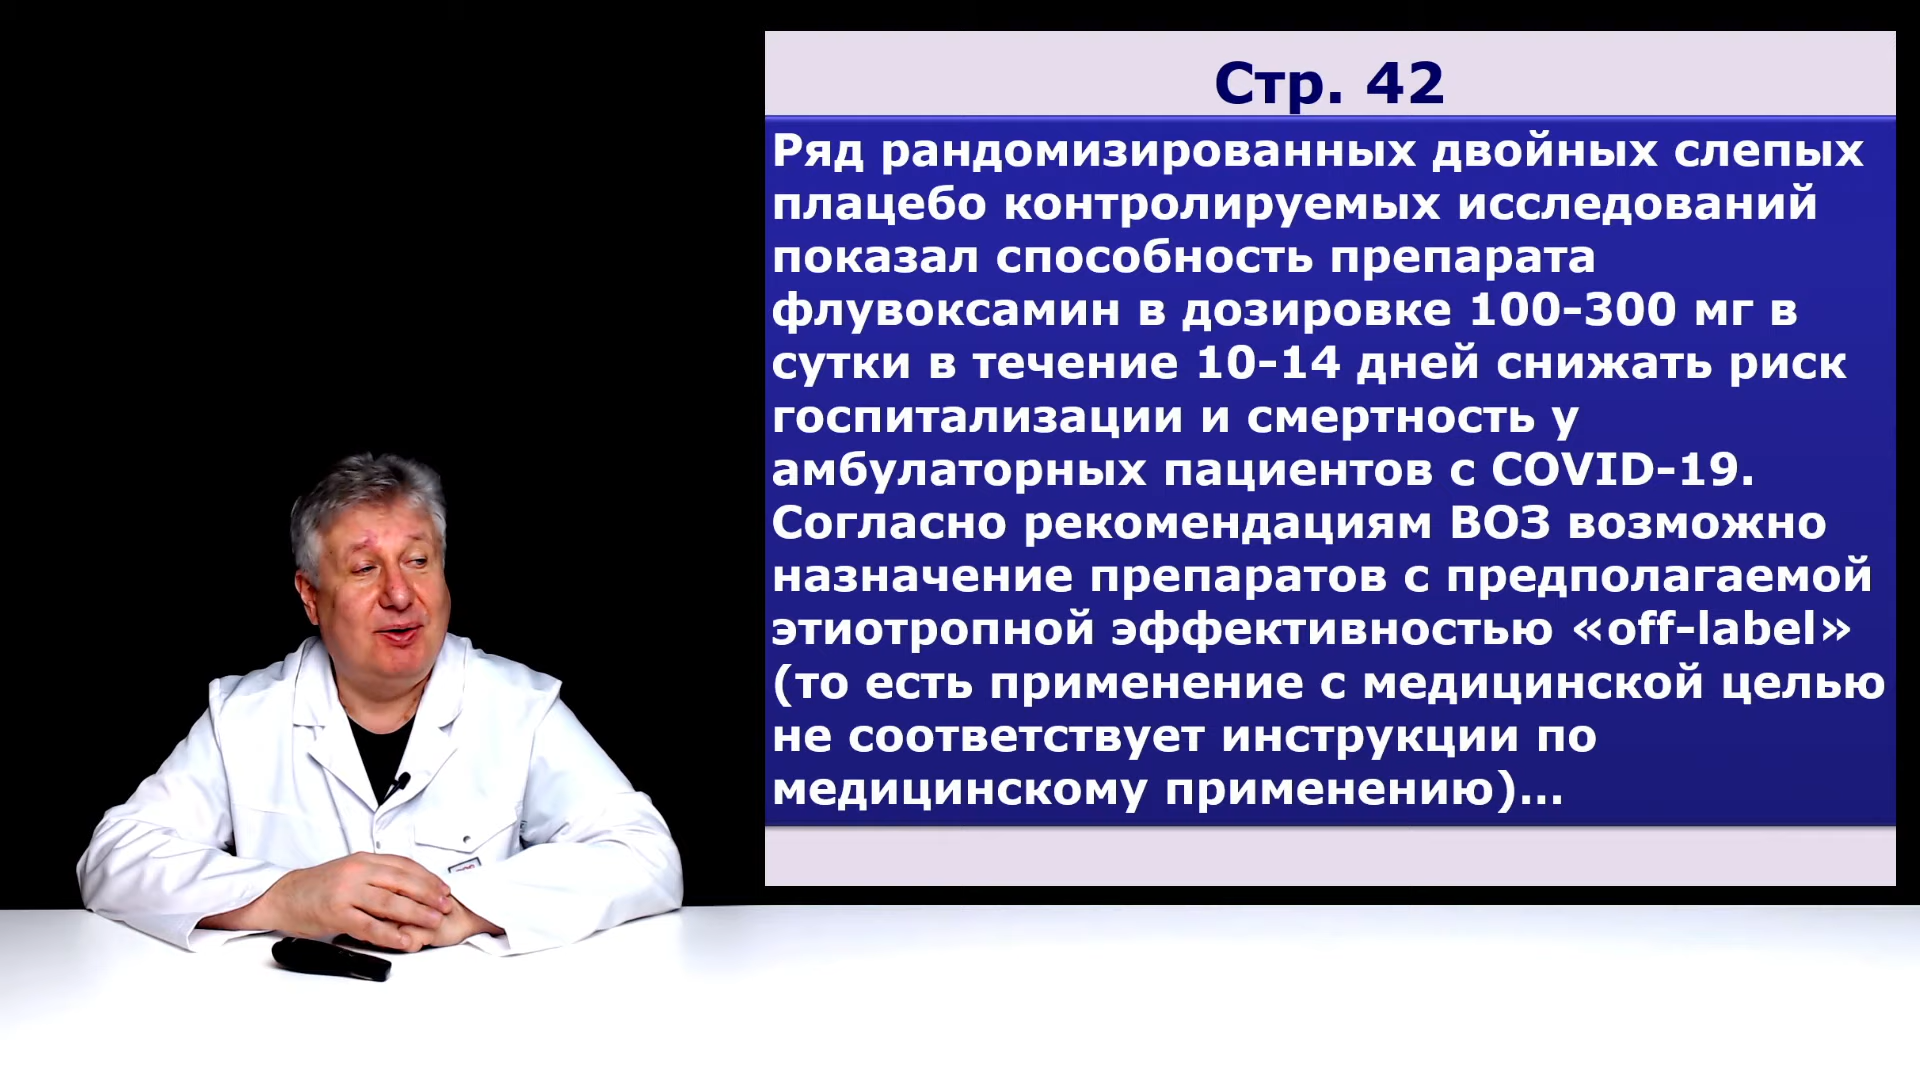 Стр. 42
Ряд рандомизированных двойных слепых
плацебо контролируемых исследований
показал способность препарата
флувоксамин в дозировке 100-300 мг в
сутки в течение 10-14 дней снижать риск
госпитализации и смертность у
амбулаторных пациентов с COVID-19.
Согласно рекомендациям ВОЗ возможно
назначение препаратов с предполагаемой
этиотропной эффективностью «off-label»
(то есть применение с медицинской целью
не соответствует инструкции по
медицинскому применению)...